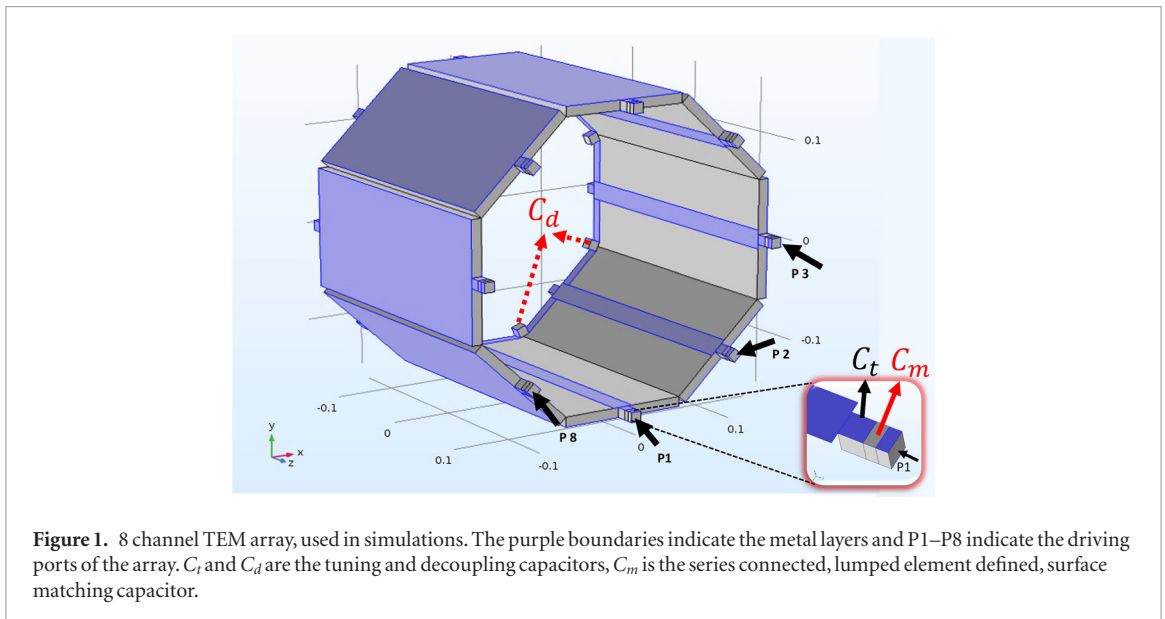 0.1
C_d
0
P 3
-0.1
P 2
C_t C_m
-0.1
0.1
0
P 8
0
P1
y
x
z
0.1
-0.1
P1
Figure 1. 8 channel TEM array, used in simulations. The purple boundaries indicate the metal layers and P1–P8 indicate the driving
ports of the array. C_t and C_d are the tuning and decoupling capacitors, C_m is the series connected, lumped element defined, surface
matching capacitor.